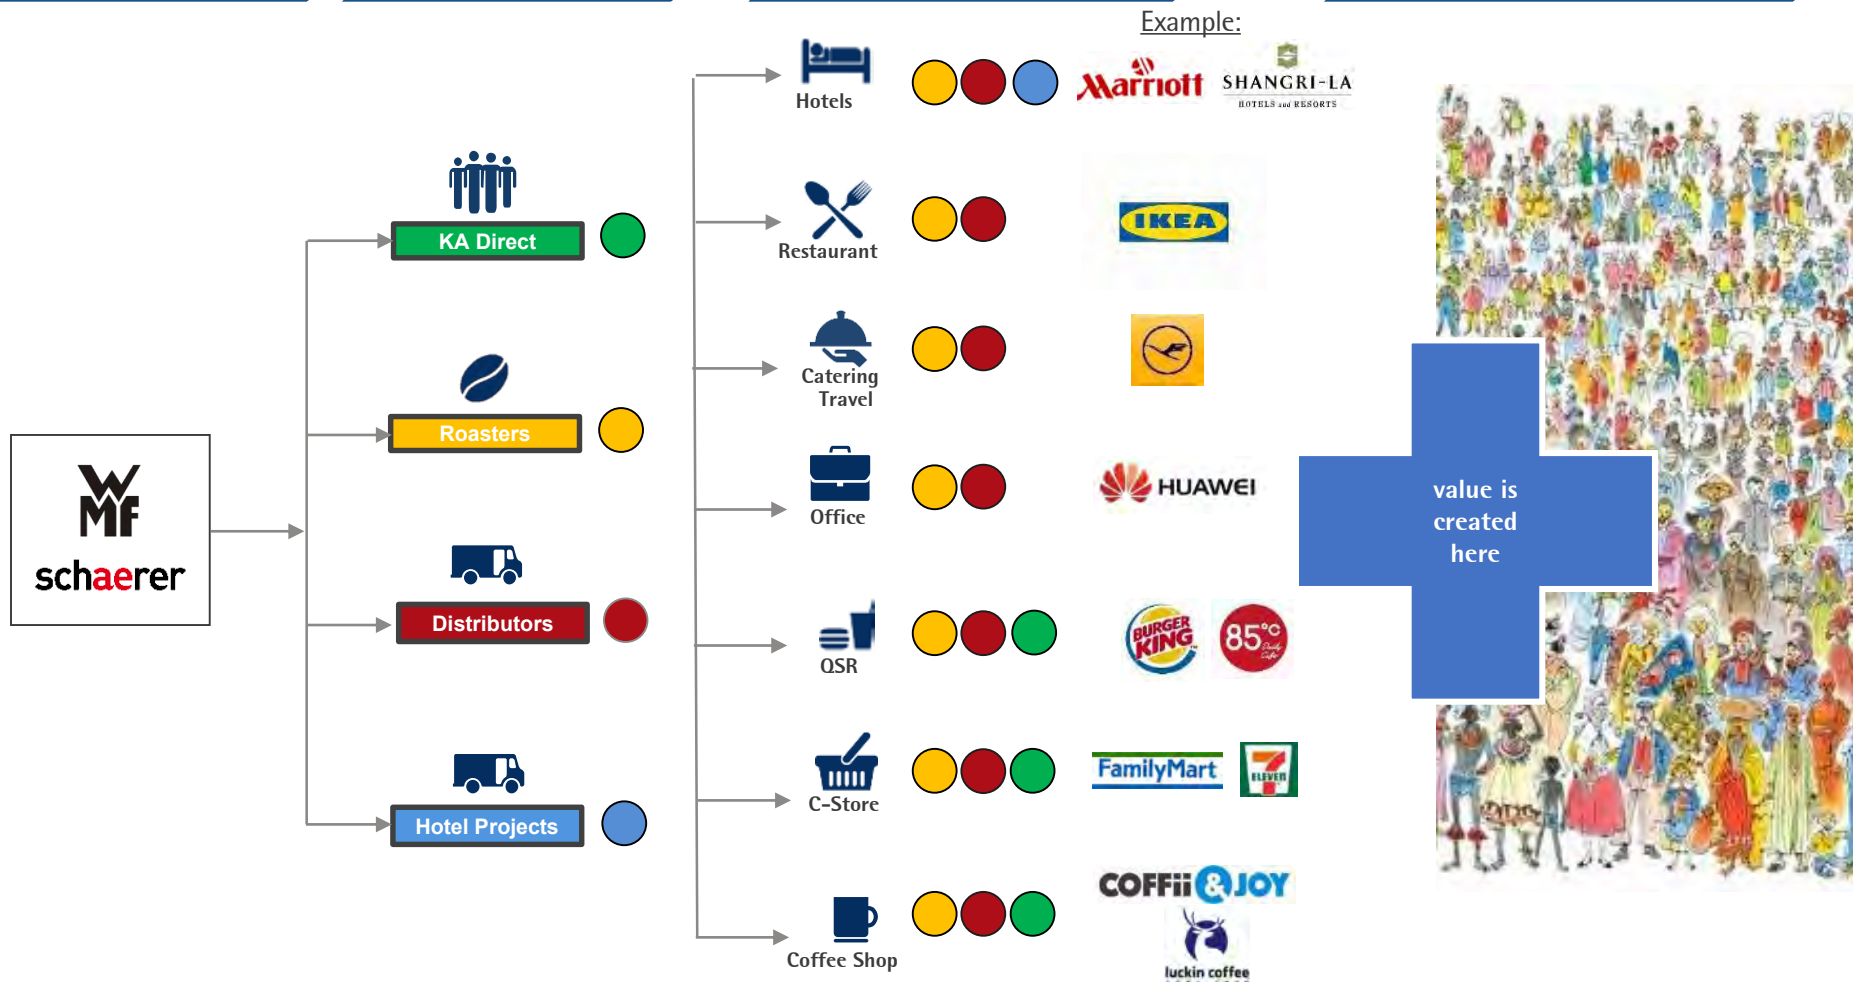 Example:
Hotels
Marriott
SHANGRI-LA
HOTELS and RESORTS
KA Direct
Restaurant
IKEA
Catering
Travel
Roasters
WMF
schaerer
Office
HUAWEI
value is
created
here
Distributors
QSR
BURGER
KING
85°C
Daily
Cafe
C-Store
FamilyMart
7
ELEVEN
Hotel Projects
Coffee Shop
COFFii & JOY
luckin coffee